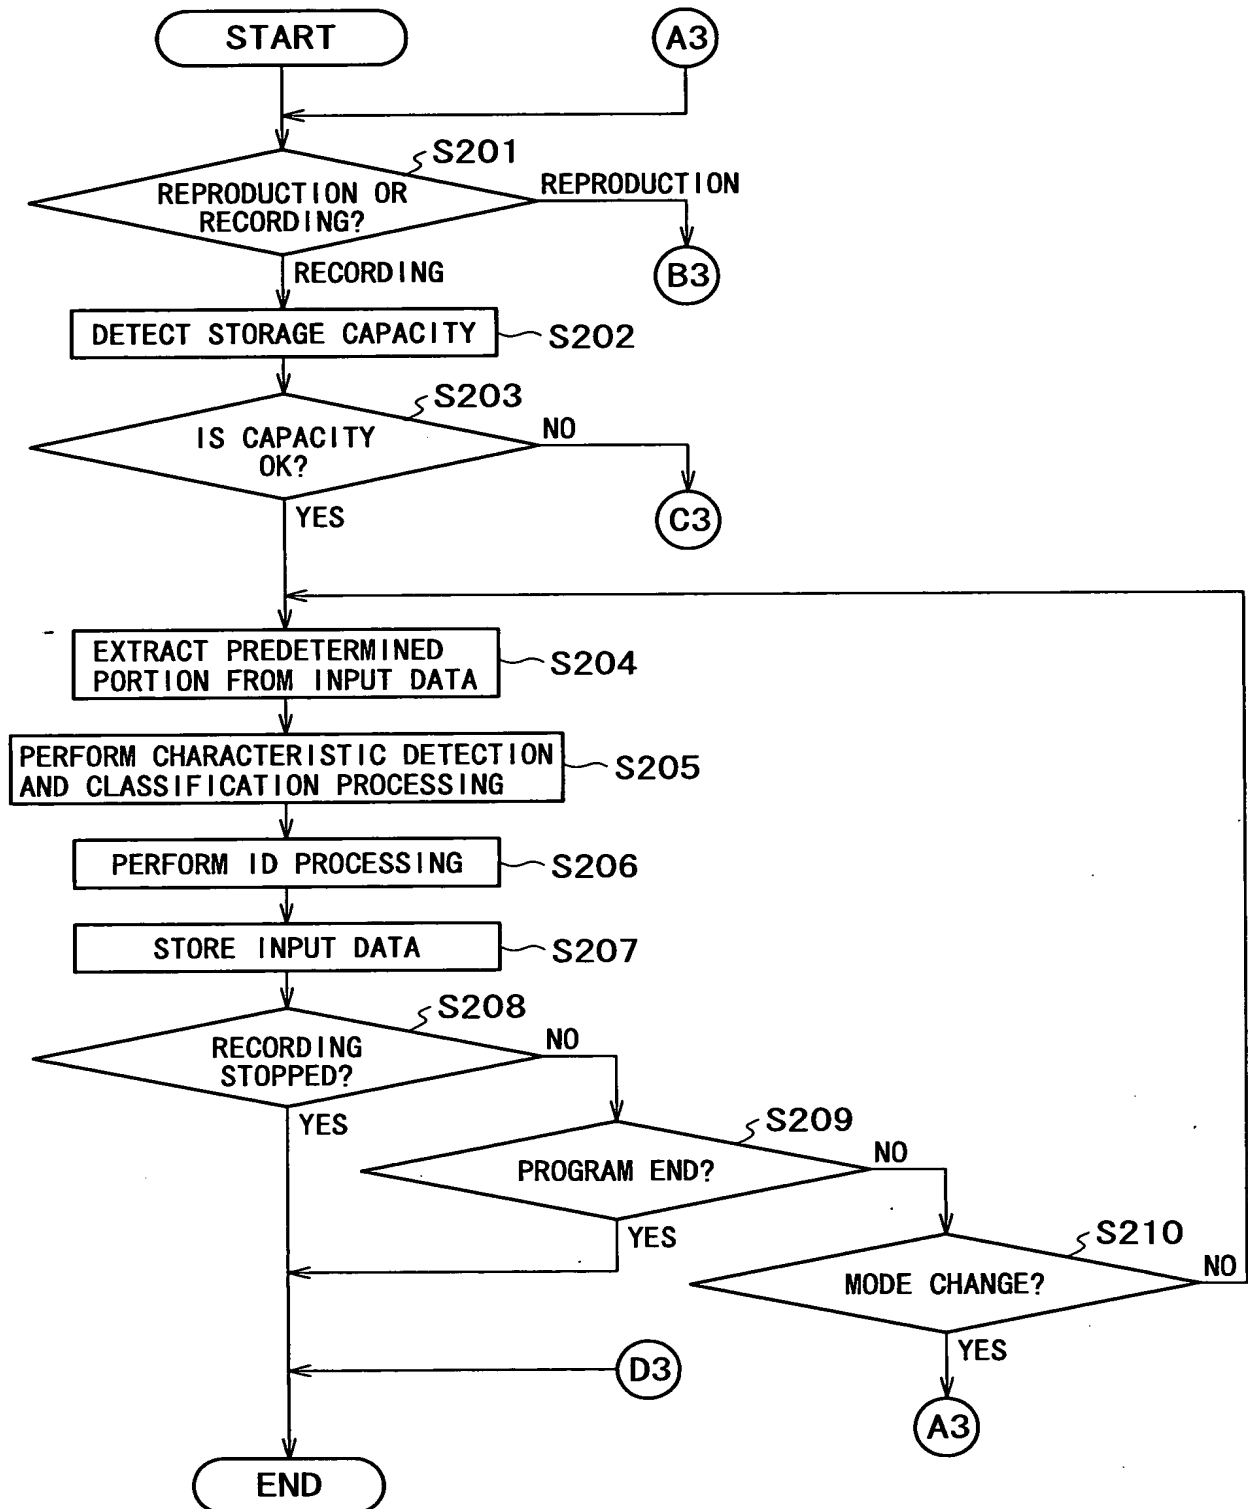 START
A3
S201
REPRODUCTION OR
RECORDING?
REPRODUCTION
B3
RECORDING
DETECT STORAGE CAPACITY
S202
S203
IS CAPACITY
OK?
NO
C3
YES
EXTRACT PREDETERMINED
PORTION FROM INPUT DATA
S204
PERFORM CHARACTERISTIC DETECTION
AND CLASSIFICATION PROCESSING
S205
PERFORM ID PROCESSING
S206
STORE INPUT DATA
S207
S208
RECORDING
STOPPED?
NO
YES
S209
PROGRAM END?
NO
YES
S210
MODE CHANGE?
NO
YES
D3
A3
END